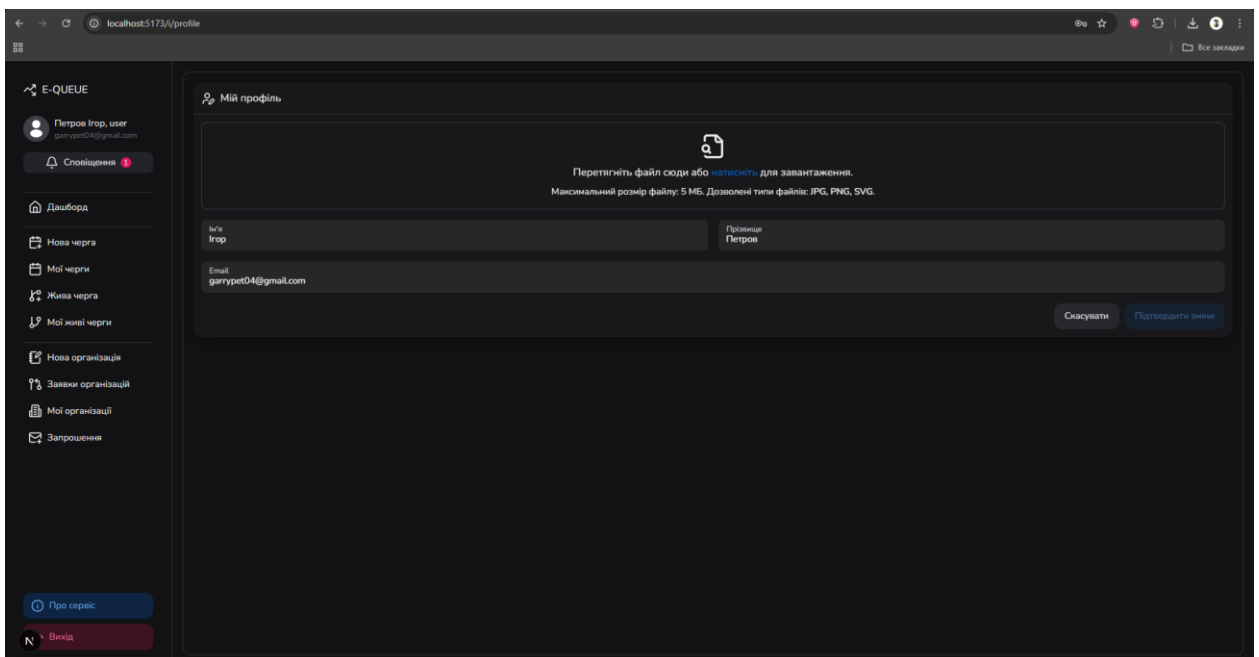 localhost:5173/i/profile
Все закладки
E-QUEUE
Петров Ігор, user
garrypet04@gmail.com
Сповіщення 1
Дашборд
Нова черга
Мої черги
Жива черга
Мої живі черги
Нова організація
Заявки організацій
Мої організації
Запрошення
Про сервіс
N Вихід
Мій профіль
Перетягніть файл сюди або натисніть для завантаження.
Максимальний розмір файлу: 5 МБ. Дозволені типи файлів: JPG, PNG, SVG.
Ім'я
Ігор
Прізвище
Петров
Email
garrypet04@gmail.com
Скасувати
Підтвердити зміни